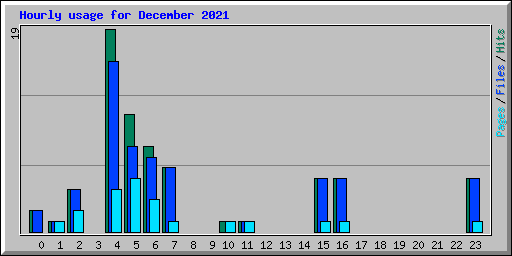 Hourly usage for December 2021
19
Pages/Files/Hits
0 1 2 3 4 5 6 7 8 9 10 11 12 13 14 15 16 17 18 19 20 21 22 23